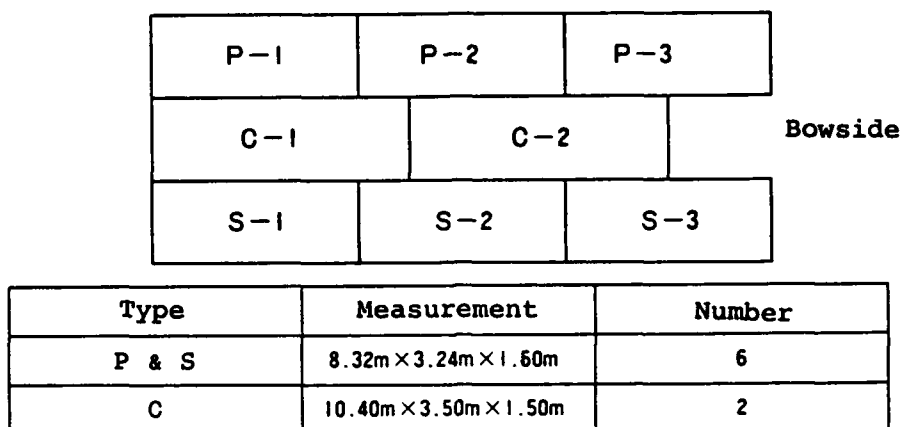 P-1 P-2 P-3
C-1 C-2 Bowside
S-1 S-2 S-3
Type Measurement Number
P & S 8.32m×3.24m×1.50m 6
C 10.40m×3.50m×1.50m 2